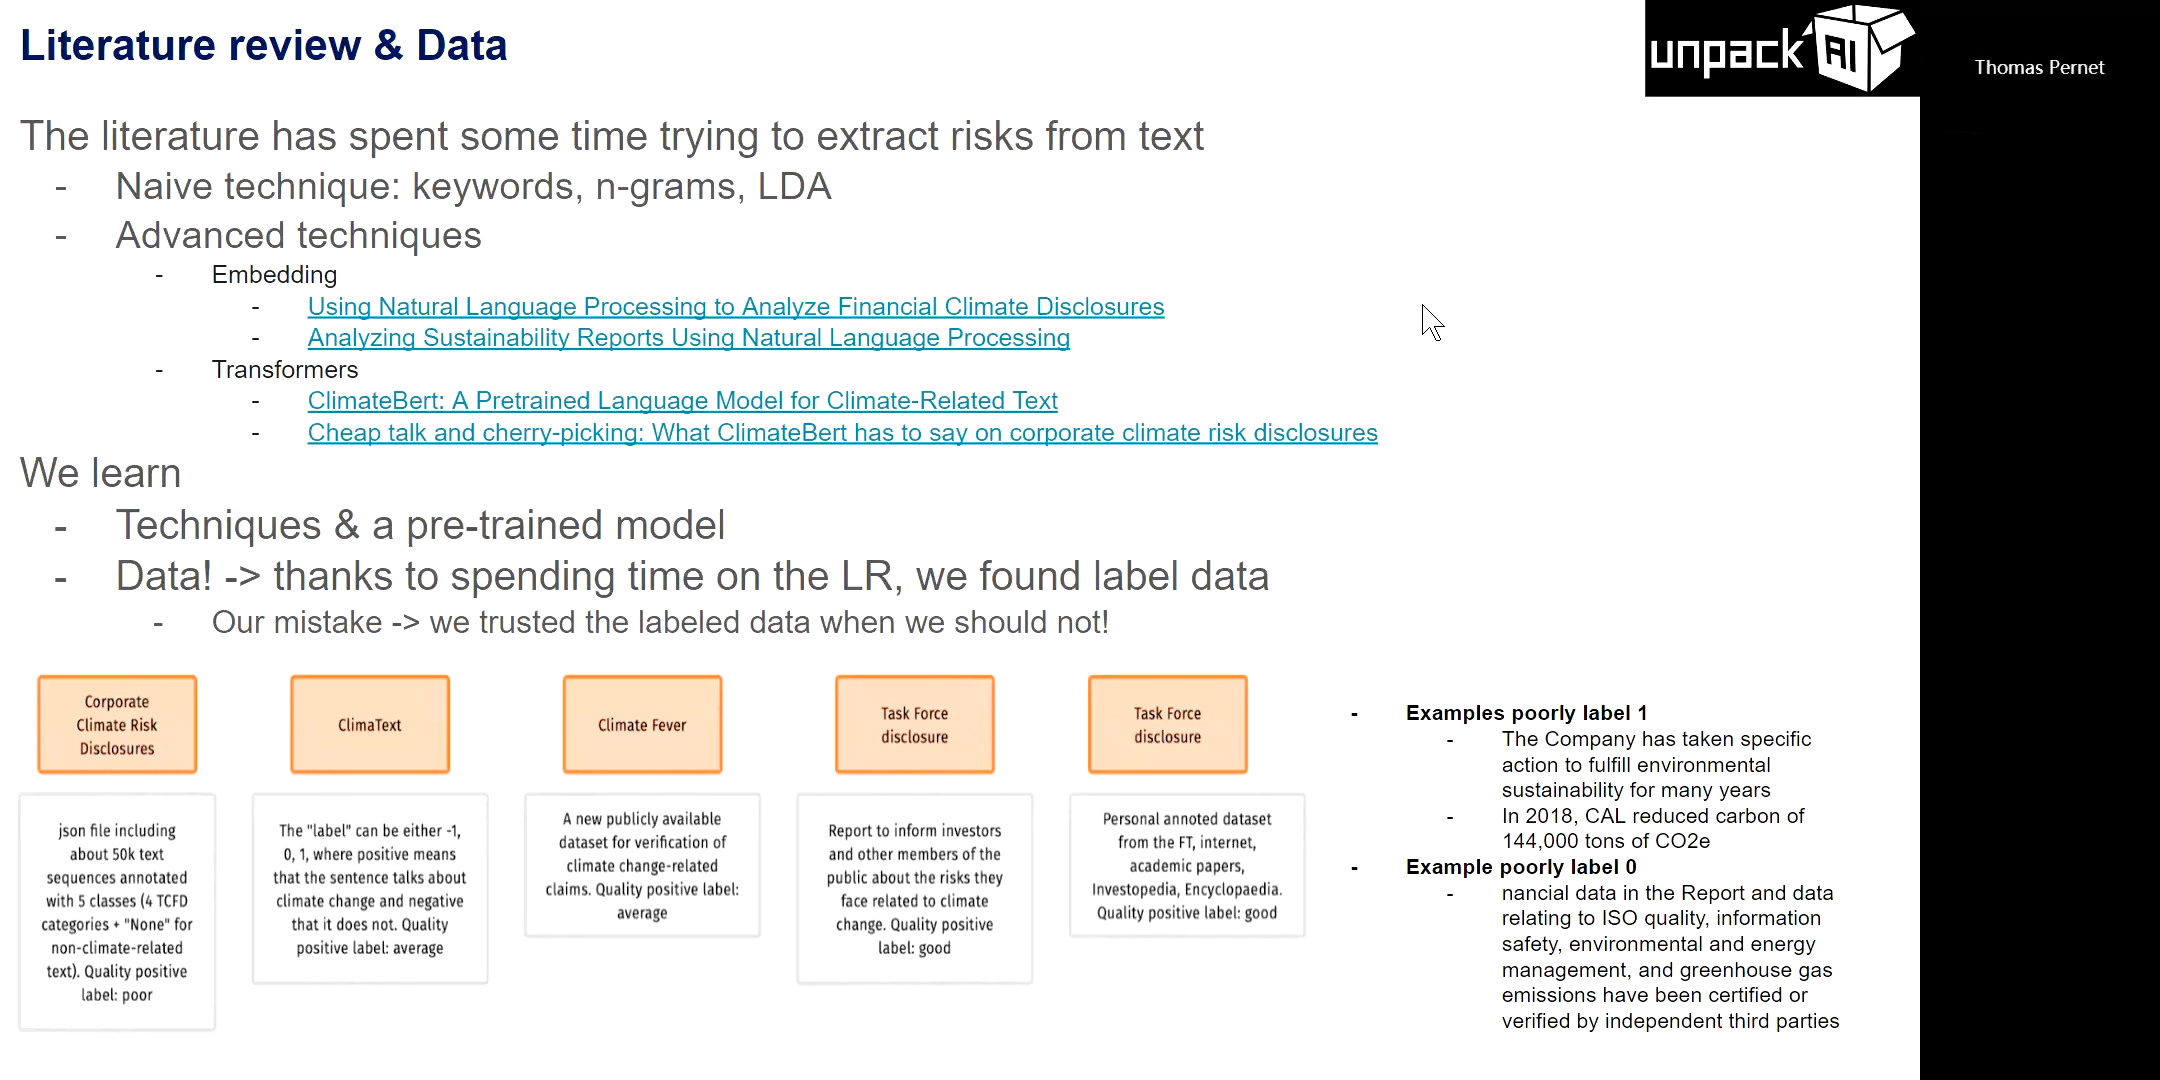 Literature review & Data
unpack AI
Thomas Pernet
The literature has spent some time trying to extract risks from text
- Naive technique: keywords, n-grams, LDA
- Advanced techniques
- Embedding
- Using Natural Language Processing to Analyze Financial Climate Disclosures
- Analyzing Sustainability Reports Using Natural Language Processing
- Transformers
- ClimateBert: A Pretrained Language Model for Climate-Related Text
- Cheap talk and cherry-picking: What ClimateBert has to say on corporate climate risk disclosures
We learn
- Techniques & a pre-trained model
- Data! -> thanks to spending time on the LR, we found label data
- Our mistake -> we trusted the labeled data when we should not!
Corporate
Climate Risk
Disclosures
json file including
about 50k text
sequences annotated
with 5 classes (4 TCFD
categories + "None" for
non-climate-related
text). Quality positive
label: poor
ClimaText
The "label" can be either -1,
0, 1, where positive means
that the sentence talks about
climate change and negative
that it does not. Quality
positive label: average
Climate Fever
A new publicly available
dataset for verification of
climate change-related
claims. Quality positive label:
average
Task Force
disclosure
Report to inform investors
and other members of the
public about the risks they
face related to climate
change. Quality positive
label: good
Task Force
disclosure
Personal annotated dataset
from the FT, internet,
academic papers,
Investopedia, Encyclopaedia.
Quality positive label: good
- Examples poorly label 1
- The Company has taken specific
action to fulfill environmental
sustainability for many years
- In 2018, CAL reduced carbon of
144,000 tons of CO2e
- Example poorly label 0
- nancial data in the Report and data
relating to ISO quality, information
safety, environmental and energy
management, and greenhouse gas
emissions have been certified or
verified by independent third parties